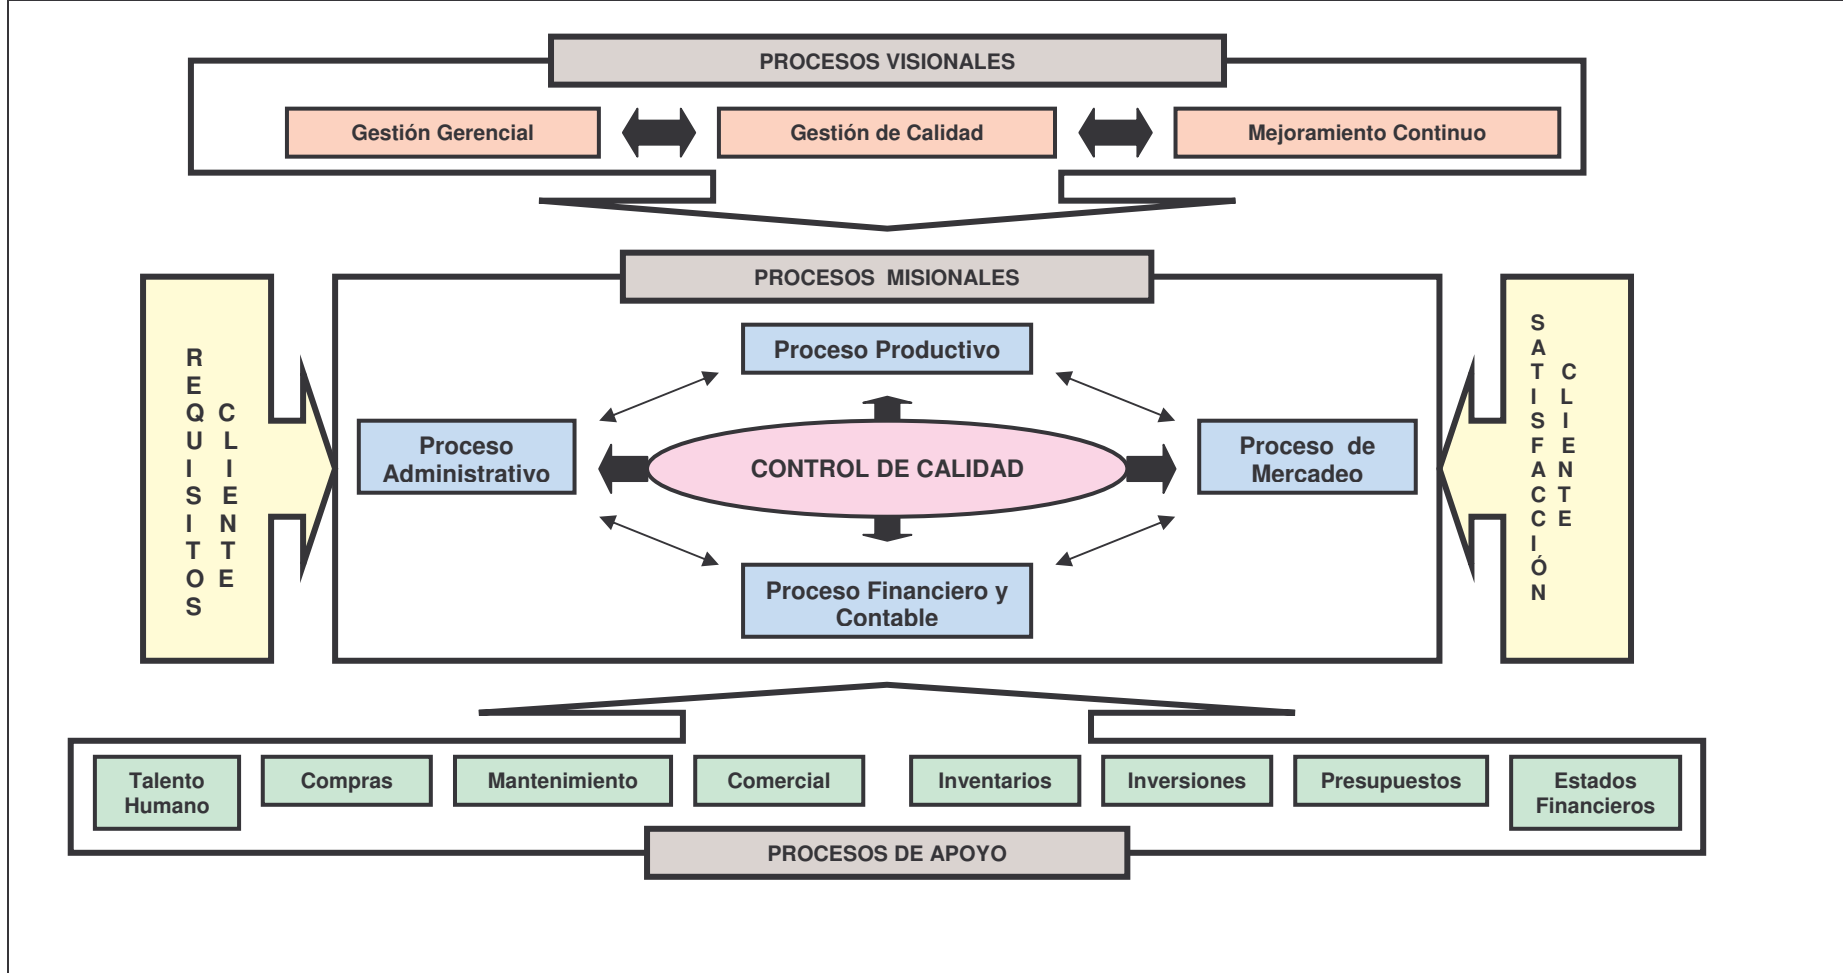 PROCESOS VISIONALES
Gestión Gerencial
Gestión de Calidad
Mejoramiento Continuo
PROCESOS MISIONALES
REQUISITOS
CLIENTE
Proceso Productivo
Proceso
Administrativo
CONTROL DE CALIDAD
Proceso de
Mercadeo
Proceso Financiero y
Contable
SATISFACCIÓN
CLIENTE
Talento
Humano
Compras
Mantenimiento
Comercial
Inventarios
Inversiones
Presupuestos
Estados
Financieros
PROCESOS DE APOYO